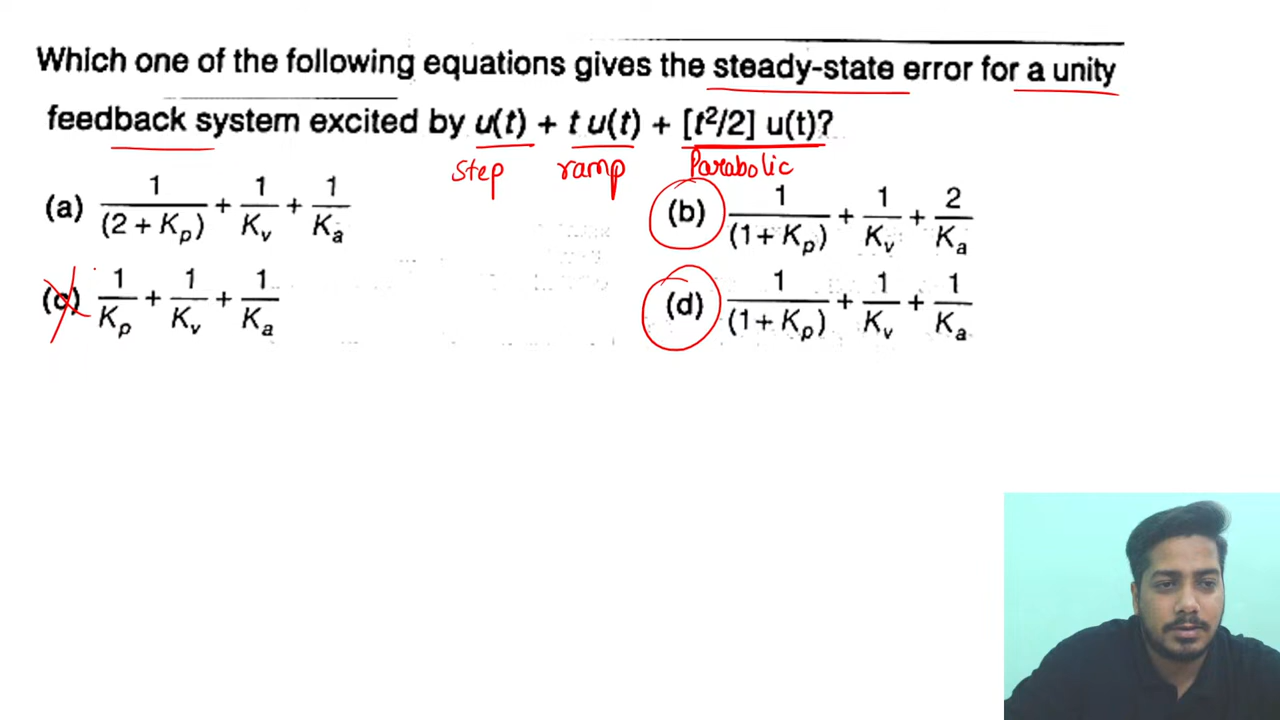 Which one of the following equations gives the steady-state error for a unity
feedback system excited by u(t) + t u(t) + [t²/2] u(t)?
step ramp Parabolic
(a) 1/(2 + Kₚ) + 1/Kᵥ + 1/Kₐ
(b) 1/(1 + Kₚ) + 1/Kᵥ + 2/Kₐ
(c) 1/Kₚ + 1/Kᵥ + 1/Kₐ
(d) 1/(1 + Kₚ) + 1/Kᵥ + 1/Kₐ